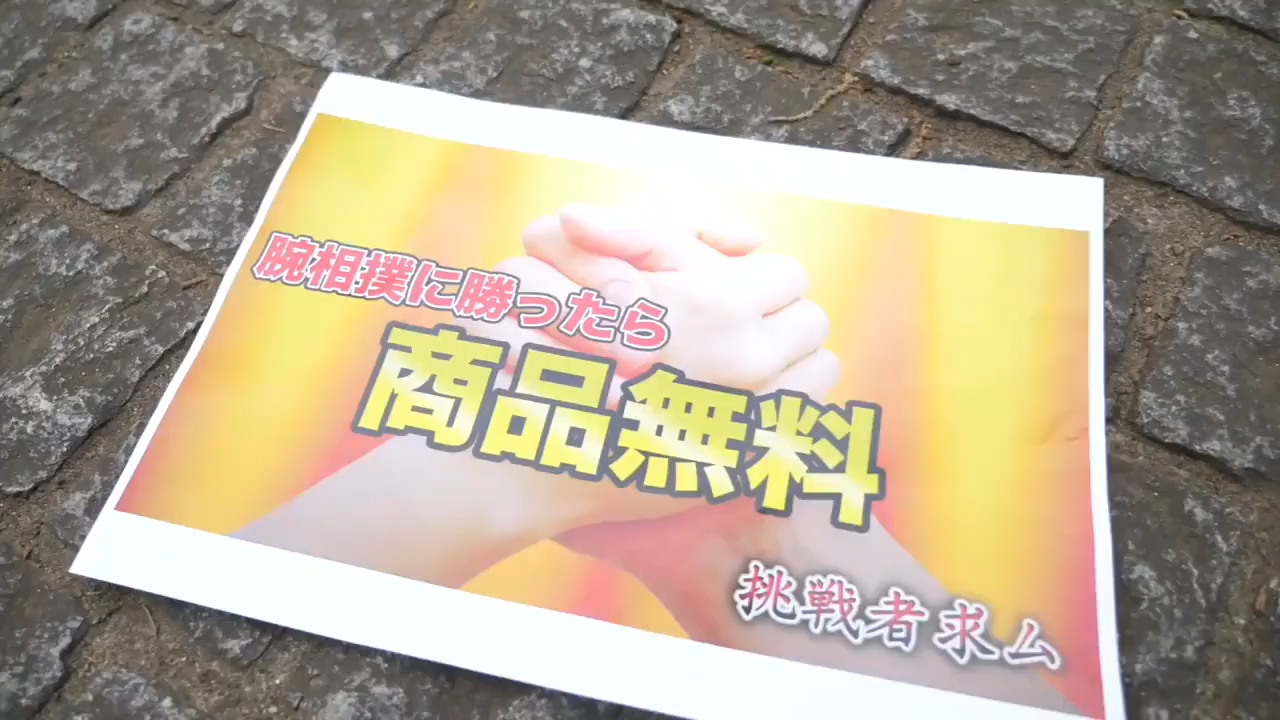 腕相撲に勝ったら
商品無料
挑戦者求ム